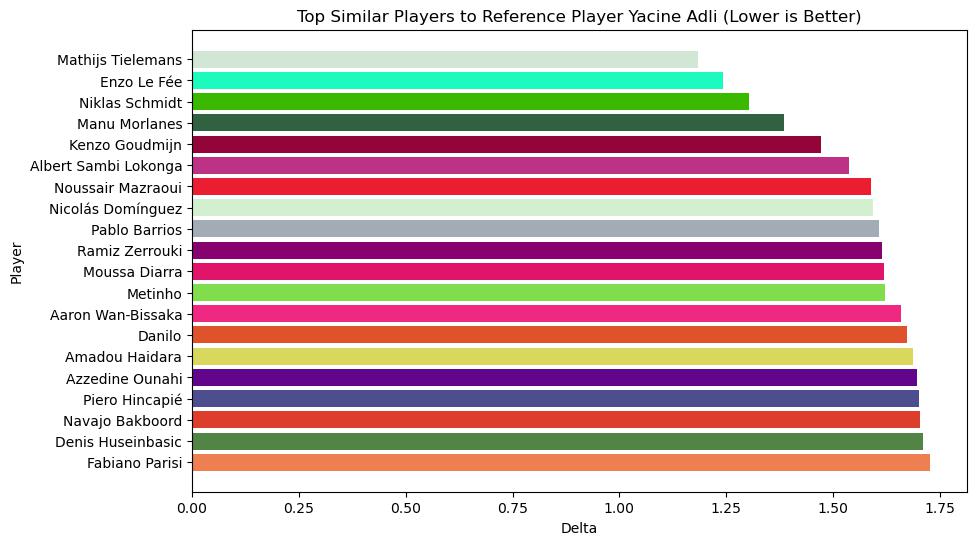 Top Similar Players to Reference Player Yacine Adli (Lower is Better)
Mathijs Tielemans
Enzo Le Fée
Niklas Schmidt
Manu Morlanes
Kenzo Goudmijn
Albert Sambi Lokonga
Noussair Mazraoui
Nicolás Domínguez
Pablo Barrios
Ramiz Zerrouki
Moussa Diarra
Metinho
Aaron Wan-Bissaka
Danilo
Amadou Haidara
Azzedine Ounahi
Piero Hincapié
Navajo Bakboord
Denis Huseinbasic
Fabiano Parisi
Player
0.00 0.25 0.50 0.75 1.00 1.25 1.50 1.75
Delta